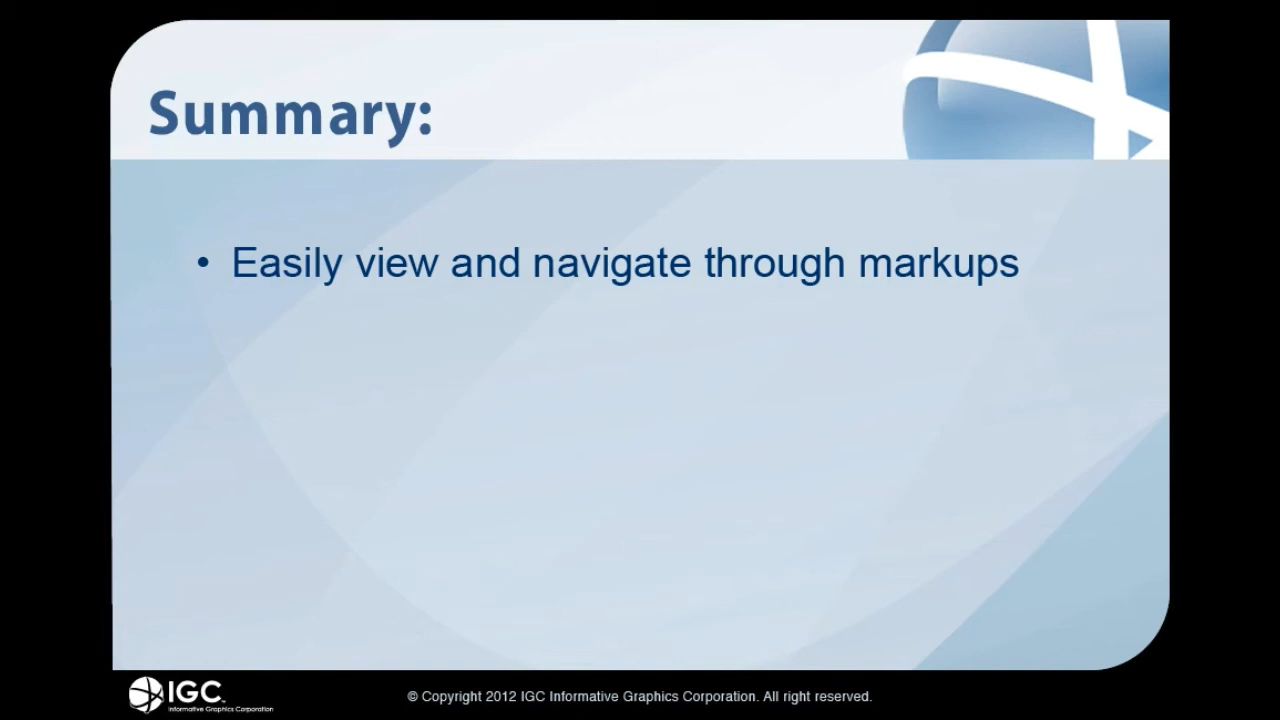 Summary:
• Easily view and navigate through markups
IGC
Informative Graphics Corporation
© Copyright 2012 IGC Informative Graphics Corporation. All right reserved.